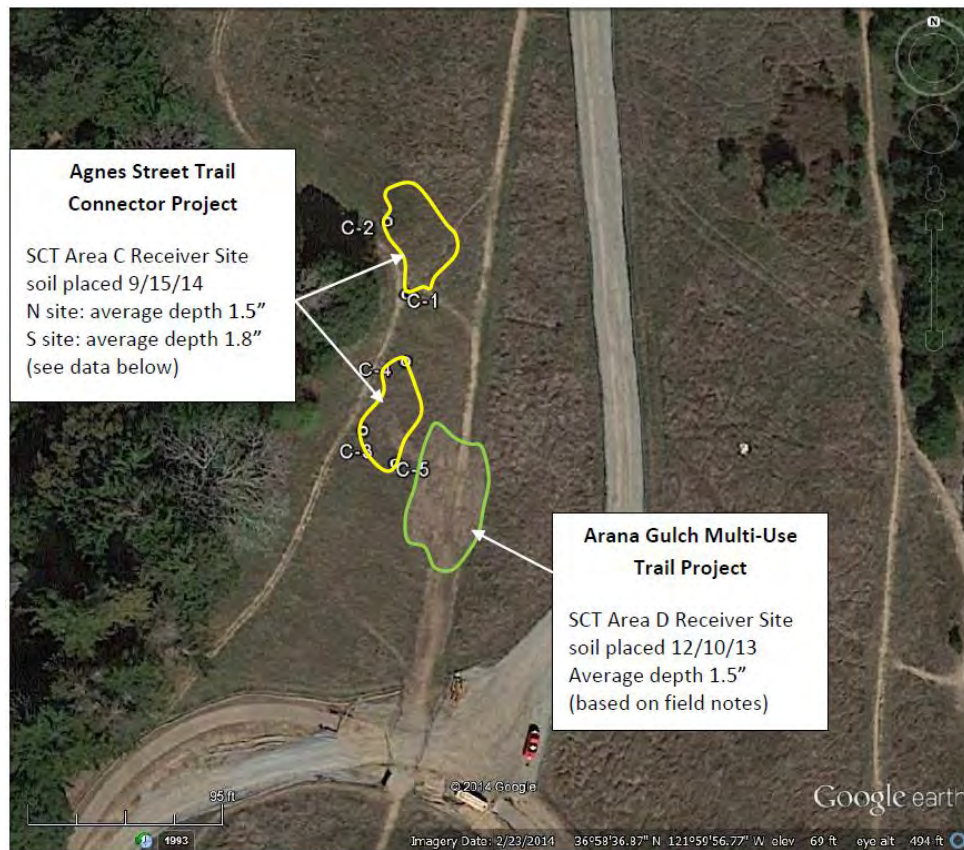 N
Agnes Street Trail
Connector Project
SCT Area C Receiver Site
soil placed 9/15/14
N site: average depth 1.5”
S site: average depth 1.8”
(see data below)
C-2
C-1
C-4
C-3
C-5
Arana Gulch Multi-Use
Trail Project
SCT Area D Receiver Site
soil placed 12/10/13
Average depth 1.5”
(based on field notes)
© 2014 Google
Google earth
95 ft
1993
Imagery Date: 2/23/2014 36°58'36.87" N 121°59'56.77" W elev 69 ft eye alt 494 ft